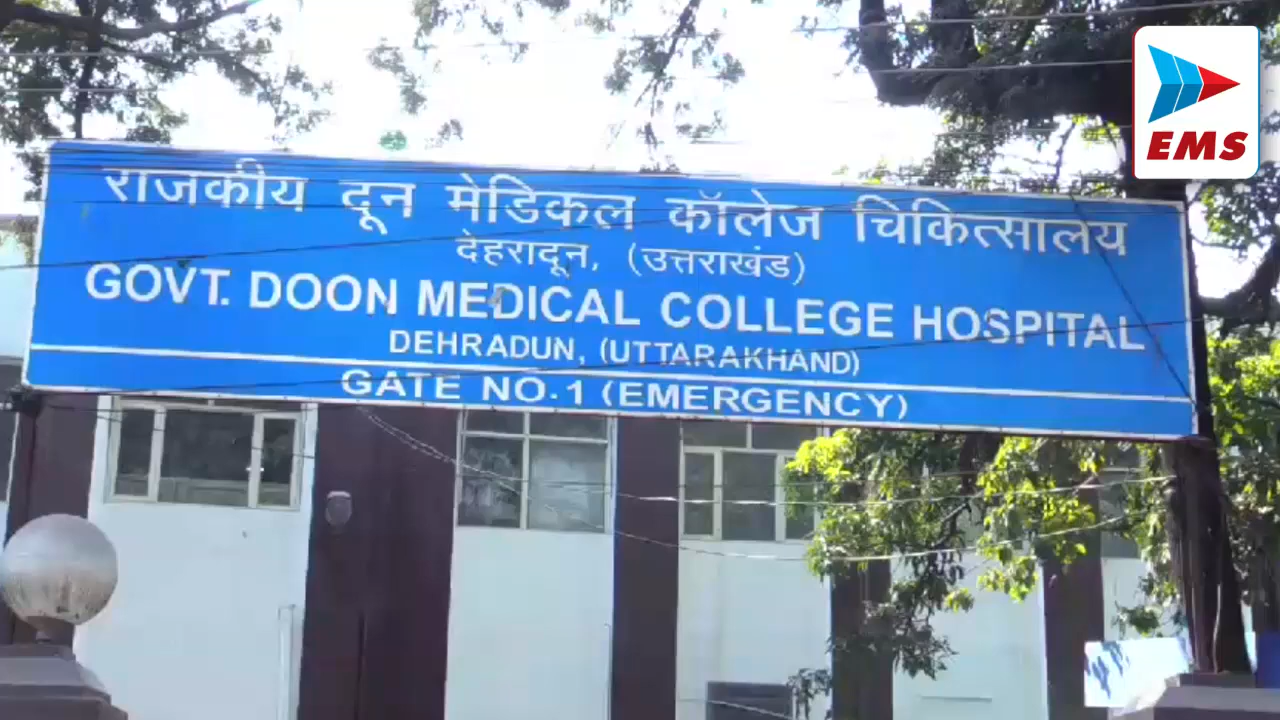 EMS
राजकीय दून मेडिकल कॉलेज चिकित्सालय
देहरादून, (उत्तराखंड)
GOVT. DOON MEDICAL COLLEGE HOSPITAL
DEHRADUN, (UTTARAKHAND)
GATE NO.1 (EMERGENCY)